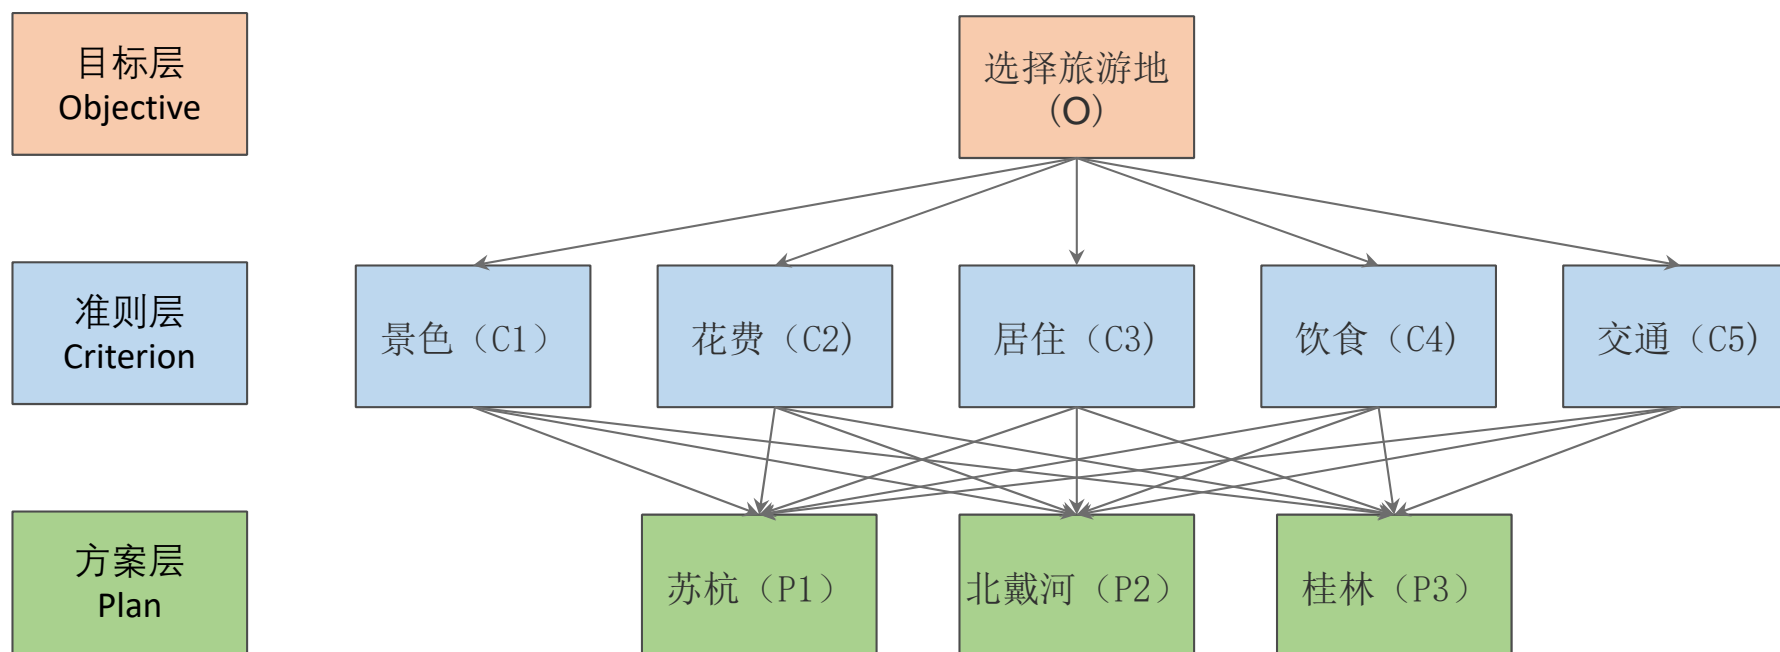 目标层
Objective
选择旅游地
(O)
准则层
Criterion
景色（C1）
花费（C2)
居住（C3)
饮食（C4)
交通（C5)
方案层
Plan
苏杭（P1）
北戴河（P2）
桂林（P3）